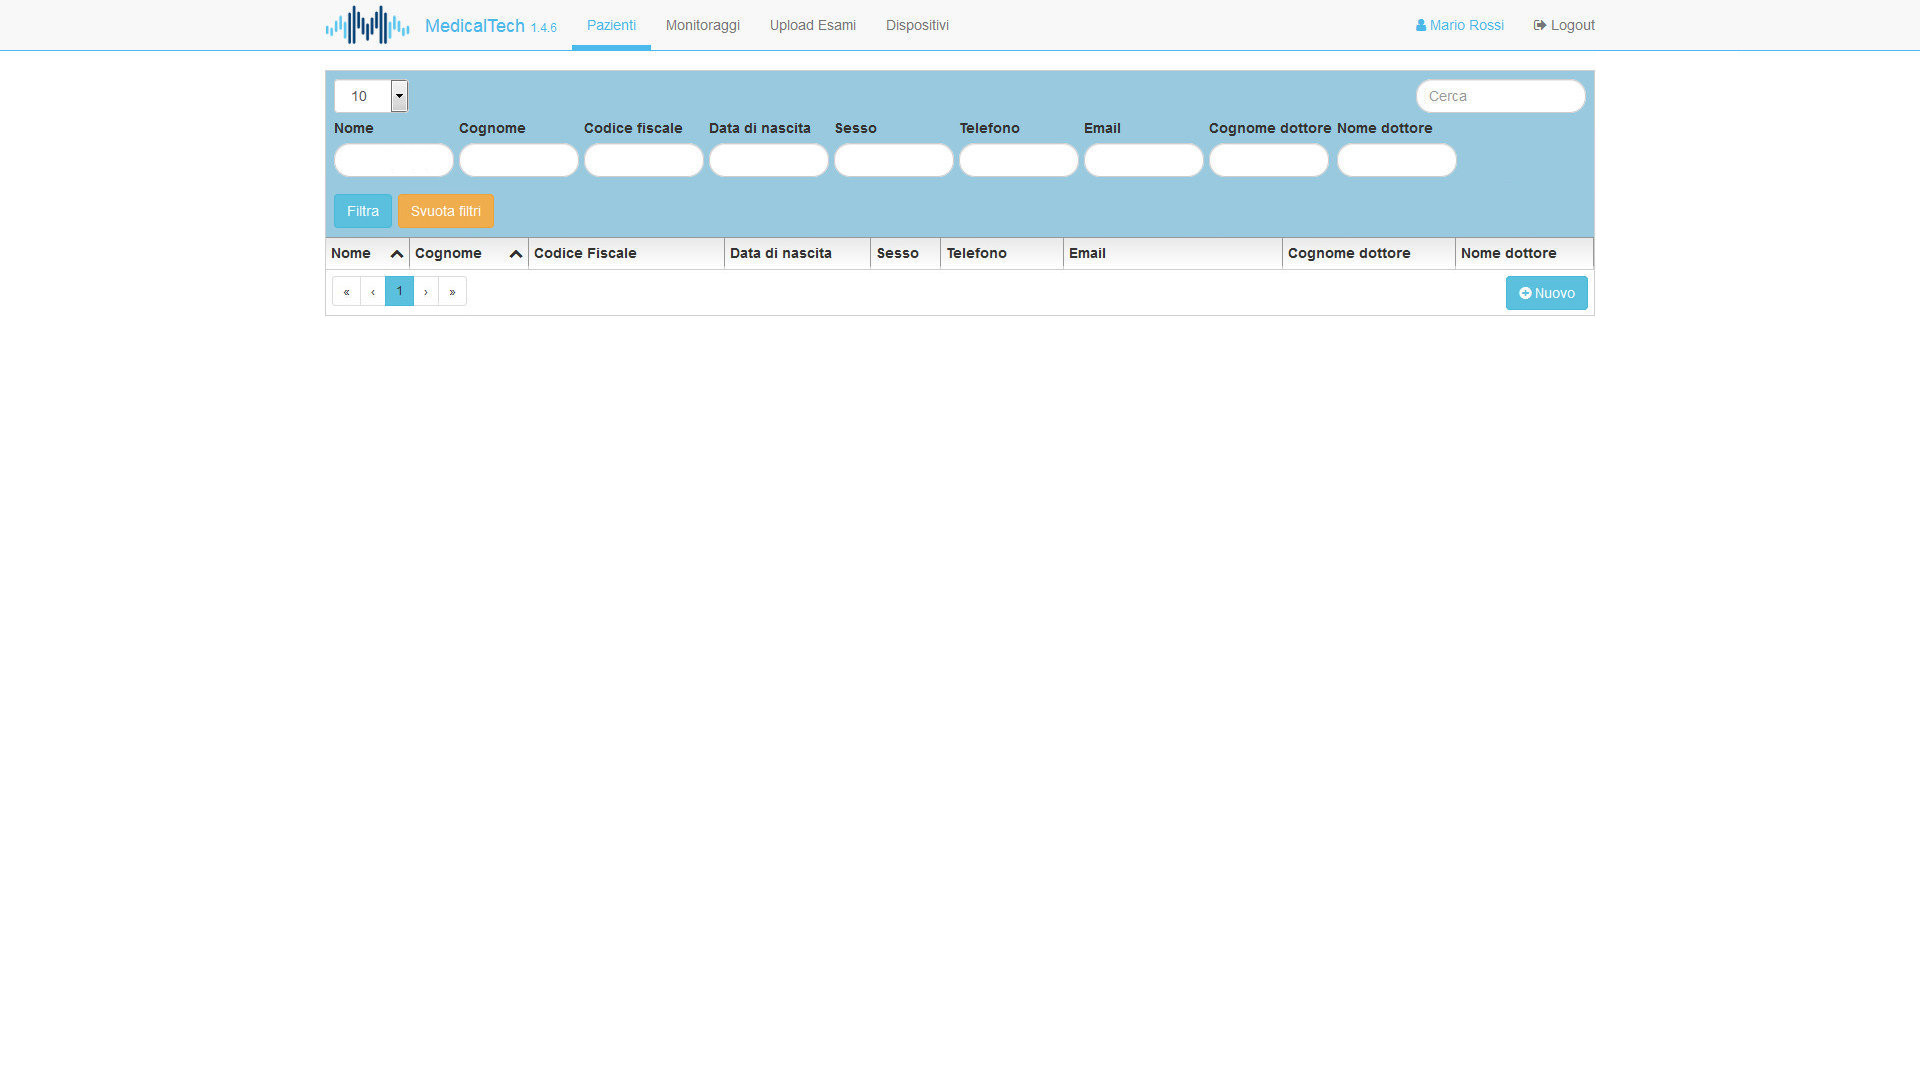 MedicalTech 1.4.6 Pazienti Monitoraggi Upload Esami Dispositivi Mario Rossi Logout
10 Cerca
Nome Cognome Codice fiscale Data di nascita Sesso Telefono Email Cognome dottore Nome dottore
Filtra Svuota filtri
Nome Cognome Codice Fiscale Data di nascita Sesso Telefono Email Cognome dottore Nome dottore
« ‹ 1 › » Nuovo